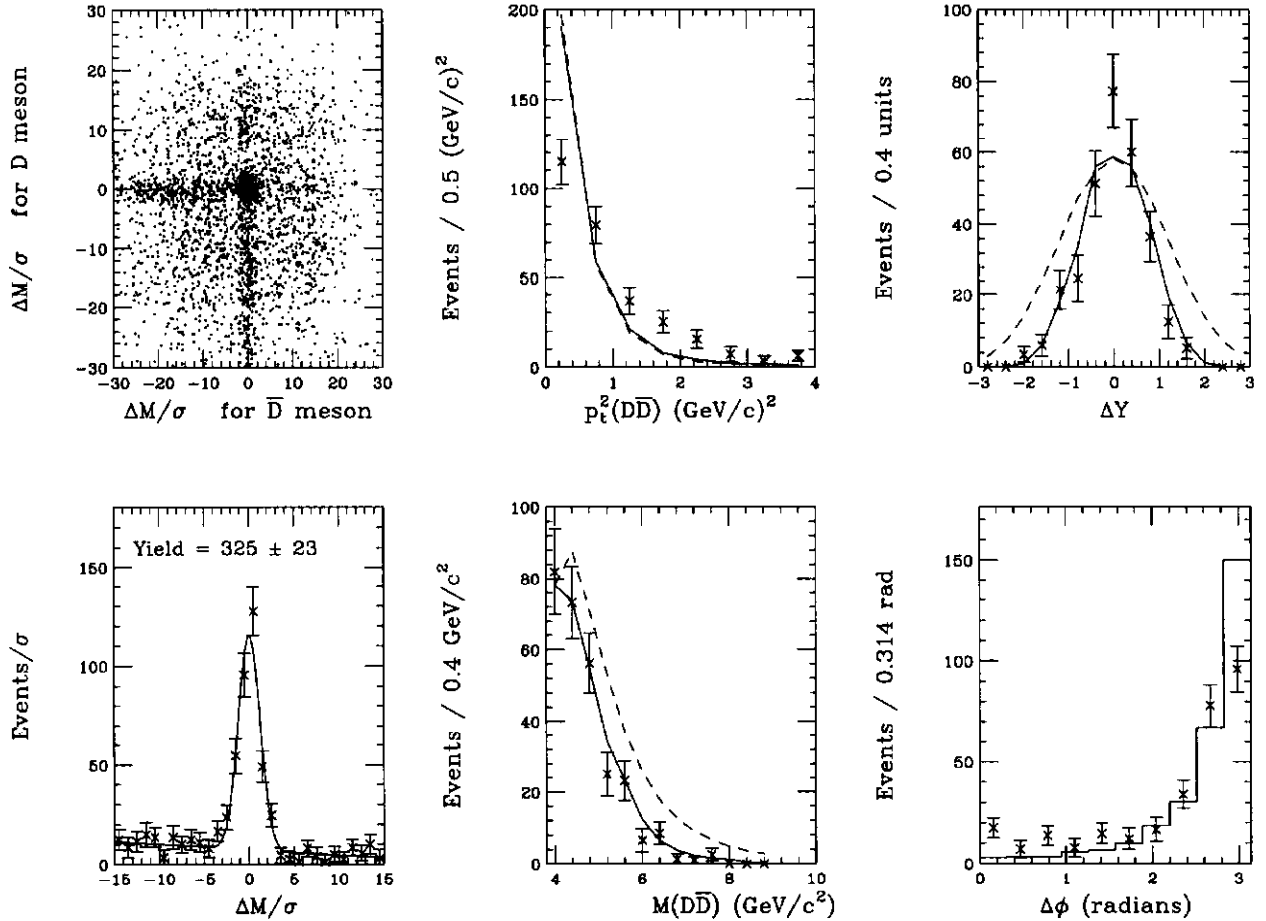 ΔM/σ for D meson
30
20
10
0
−10
−20
−30
−30 −20 −10 0 10 20 30
ΔM/σ for D̅ meson
Events / 0.5 (GeV/c)²
200
150
100
50
0
0 1 2 3 4
pₜ²(DD̅) (GeV/c)²
Events / 0.4 units
100
80
60
40
20
0
−3 −2 −1 0 1 2 3
ΔY
Events/σ
Yield = 325 ± 23
150
100
50
0
−15 −10 −5 0 5 10 15
ΔM/σ
Events / 0.4 GeV/c²
100
80
60
40
20
0
4 6 8 10
M(DD̅) (GeV/c²)
Events / 0.314 rad
150
100
50
0
0 1 2 3
Δϕ (radians)